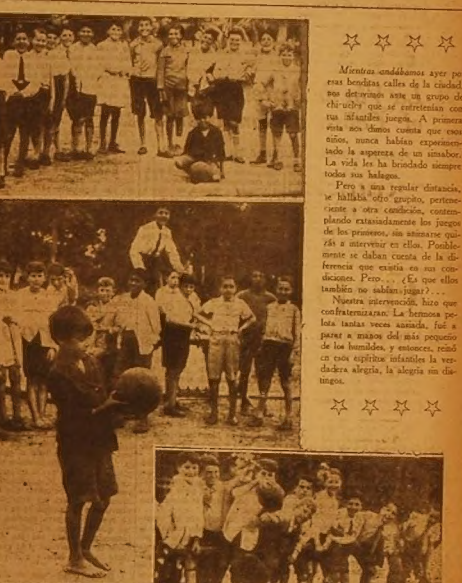 Mientras andábamos ayer por
esas benditas calles de la ciudad
nos detuvimos ante un grupo de
chiquelles que se entretenían con
sus infantiles juegos. A primera
vista nos dimos cuenta que esos
niños, nunca habían experimen-
tado la aspereza de un sinsabor.
La vida les ha brindado siempre
todos sus halagos.
Pero a una regular distancia,
se hallaba otro grupito, pertene-
ciente a otra condición, contem-
plando extasiadamente los juegos
de los primeros, sin animarse qui-
zás a intervenir en ellos. Posible-
mente se daban cuenta de la di-
ferencia que existía en sus con-
diciones. Pero... ¿Es que ellos
también no sabían jugar?...
Nuestra intervención, hizo que
confraternizaran. La hermosa pe-
lota tantas veces ansiada, fué a
parar a manos del más pequeño
de los humildes, y entonces, reinó
en esos espíritus infantiles la ver-
dadera alegría, la alegría sin dis-
tingos.